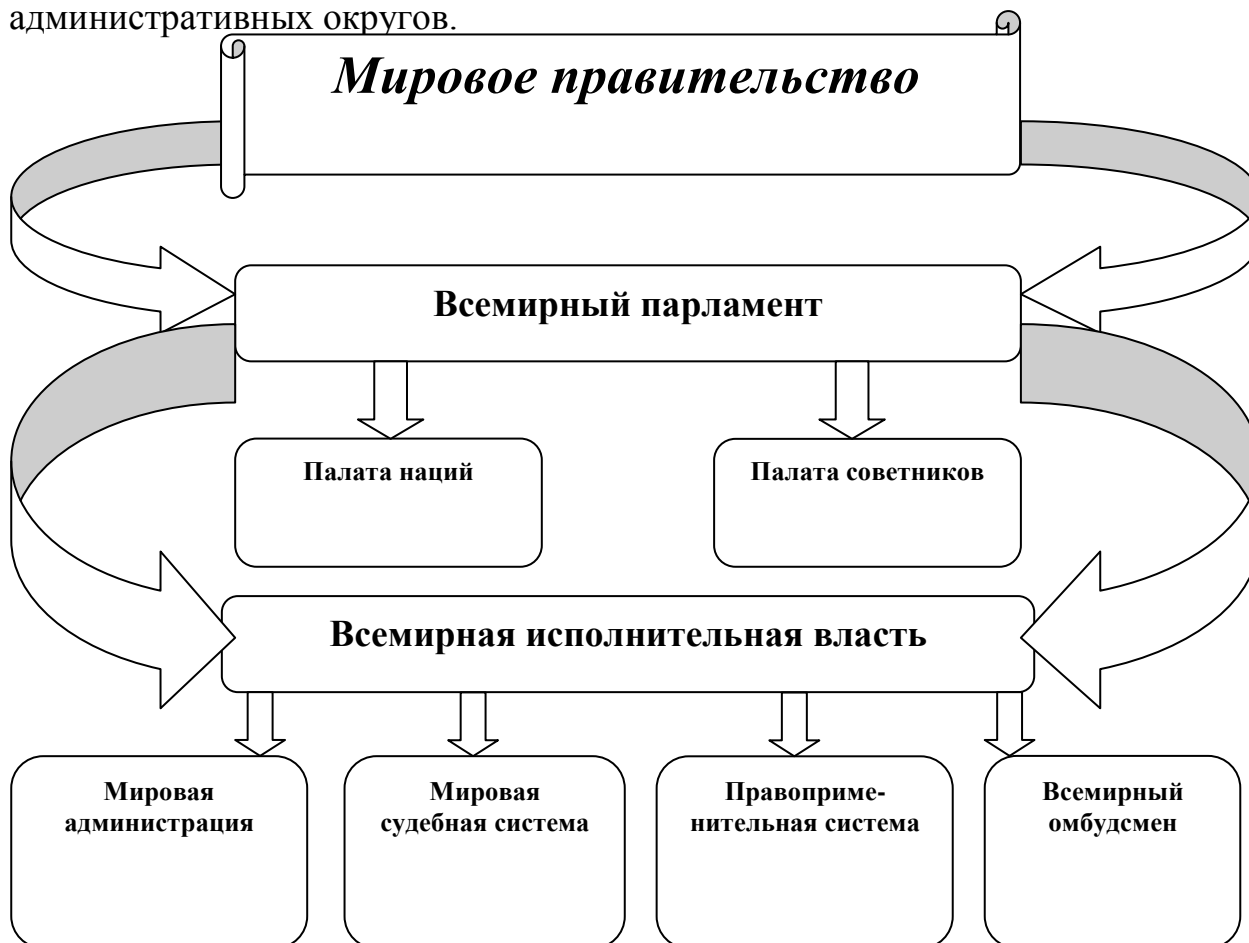 административных округов.
Мировое правительство
Всемирный парламент
Палата наций
Палата советников
Всемирная исполнительная власть
Мировая
администрация
Мировая
судебная система
Правоприме-
нительная система
Всемирный
омбудсмен